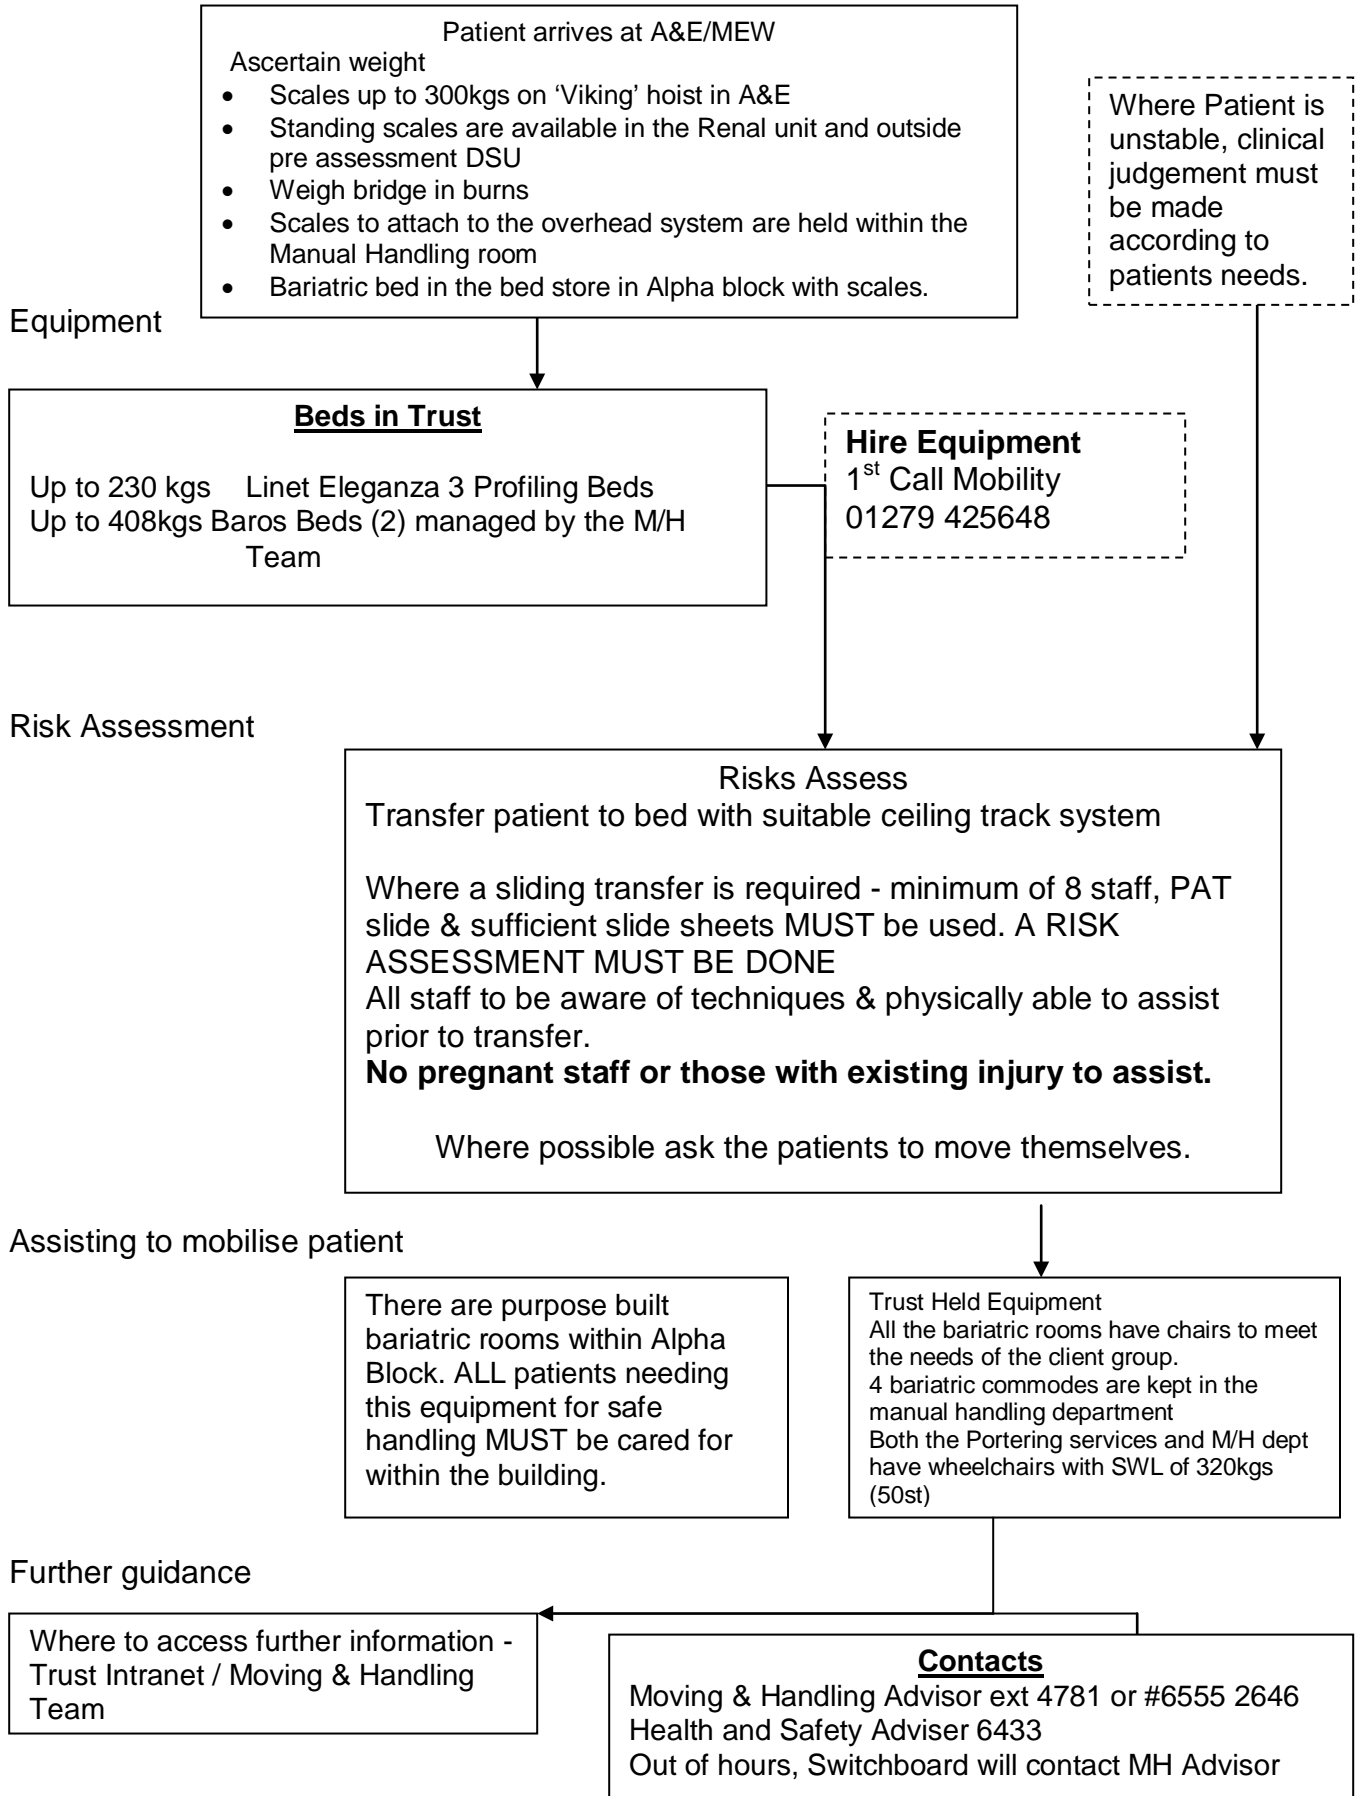 Patient arrives at A&E/MEW
Ascertain weight
• Scales up to 300kgs on ‘Viking’ hoist in A&E
• Standing scales are available in the Renal unit and outside
pre assessment DSU
• Weigh bridge in burns
• Scales to attach to the overhead system are held within the
Manual Handling room
• Bariatric bed in the bed store in Alpha block with scales.
Where Patient is
unstable, clinical
judgement must
be made
according to
patients needs.
Equipment
Beds in Trust
Up to 230 kgs Linet Eleganza 3 Profiling Beds
Up to 408kgs Baros Beds (2) managed by the M/H
Team
Hire Equipment
1st Call Mobility
01279 425648
Risk Assessment
Risks Assess
Transfer patient to bed with suitable ceiling track system
Where a sliding transfer is required - minimum of 8 staff, PAT
slide & sufficient slide sheets MUST be used. A RISK
ASSESSMENT MUST BE DONE
All staff to be aware of techniques & physically able to assist
prior to transfer.
No pregnant staff or those with existing injury to assist.
Where possible ask the patients to move themselves.
Assisting to mobilise patient
There are purpose built
bariatric rooms within Alpha
Block. ALL patients needing
this equipment for safe
handling MUST be cared for
within the building.
Trust Held Equipment
All the bariatric rooms have chairs to meet
the needs of the client group.
4 bariatric commodes are kept in the
manual handling department
Both the Portering services and M/H dept
have wheelchairs with SWL of 320kgs
(50st)
Further guidance
Where to access further information -
Trust Intranet / Moving & Handling
Team
Contacts
Moving & Handling Advisor ext 4781 or #6555 2646
Health and Safety Adviser 6433
Out of hours, Switchboard will contact MH Advisor